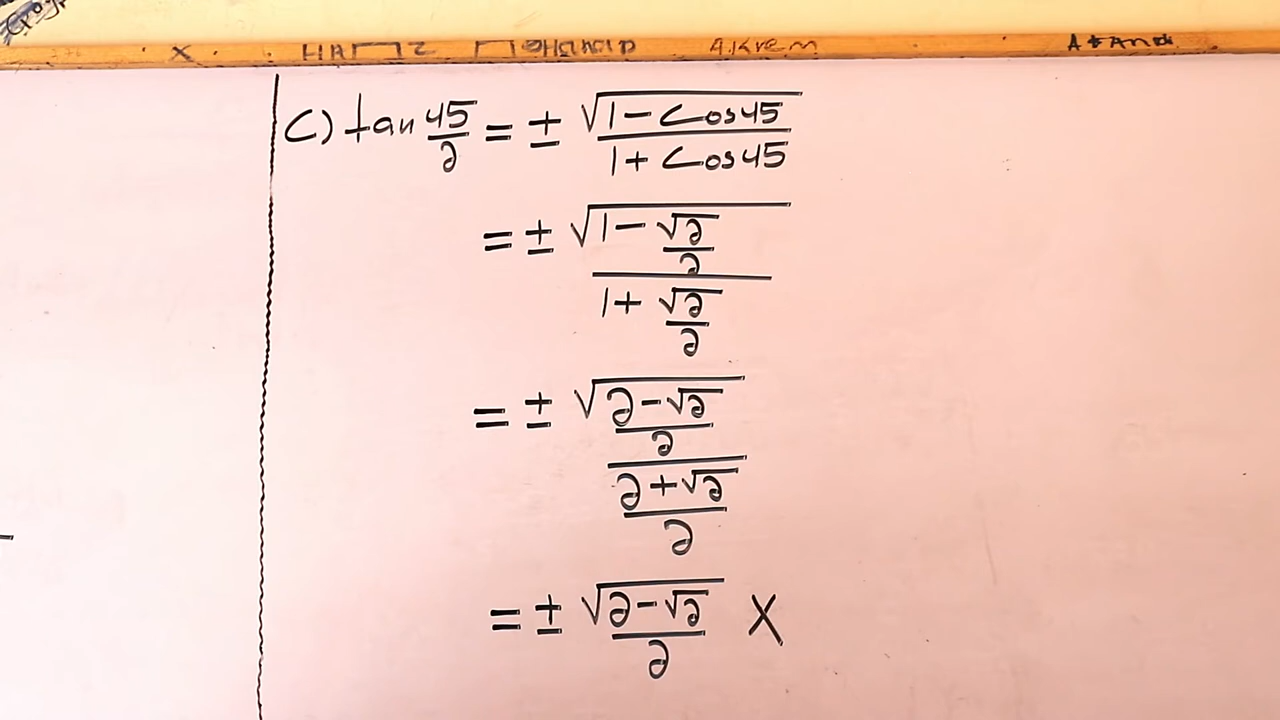 A.Krem
C) tan 45/2 = ± √(1 - Cos45)/(1 + Cos45)
= ± √(1 - √2/2)/(1 + √2/2)
= ± √((2 - √2)/2)/((2 + √2)/2)
= ± √(2 - √2)/2 X